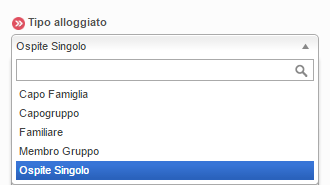 Tipo alloggiato
Ospite Singolo
Capo Famiglia
Capogruppo
Familiare
Membro Gruppo
Ospite Singolo